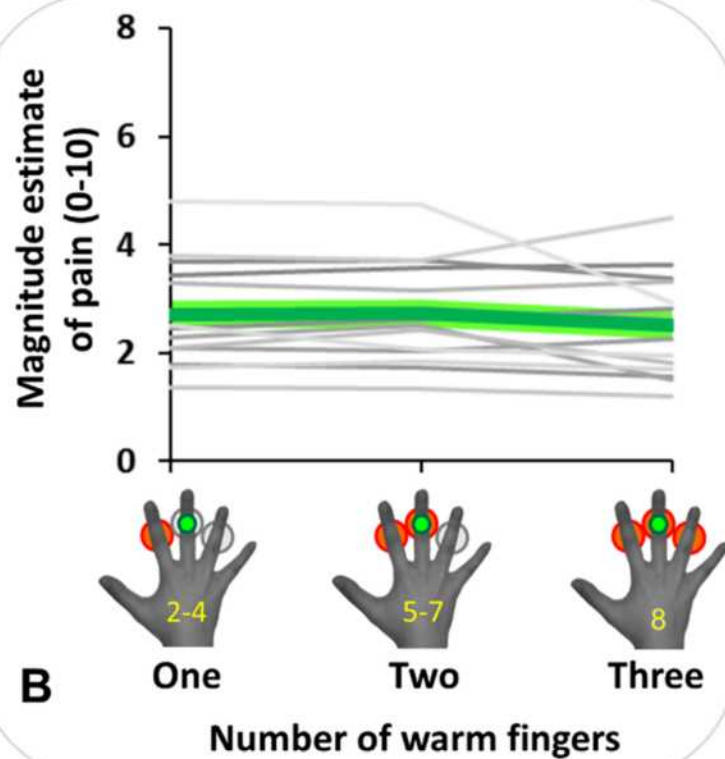 Magnitude estimate
of pain (0-10)
8
6
4
2
0
2-4
5-7
8
One
Two
Three
B
Number of warm fingers